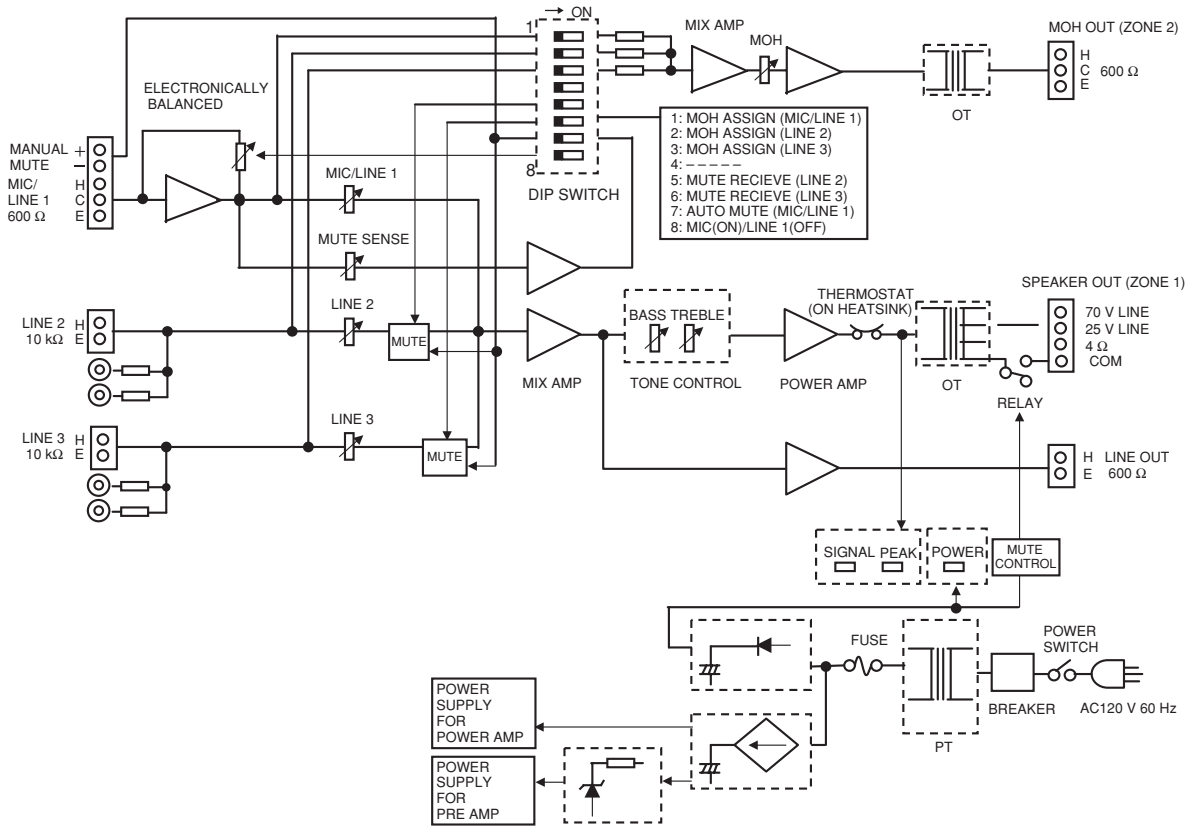 → ON
1
8
DIP SWITCH
MIX AMP
MOH
OT
MOH OUT (ZONE 2)
H
C
E
600 Ω
ELECTRONICALLY
BALANCED
MANUAL
MUTE
+
−
MIC/
LINE 1
600 Ω
H
C
E
MIC/LINE 1
MUTE SENSE
1: MOH ASSIGN (MIC/LINE 1)
2: MOH ASSIGN (LINE 2)
3: MOH ASSIGN (LINE 3)
4: – – – – –
5: MUTE RECIEVE (LINE 2)
6: MUTE RECIEVE (LINE 3)
7: AUTO MUTE (MIC/LINE 1)
8: MIC(ON)/LINE 1(OFF)
LINE 2
10 kΩ
H
E
LINE 2
MUTE
MIX AMP
BASS TREBLE
TONE CONTROL
POWER AMP
THERMOSTAT
(ON HEATSINK)
OT
RELAY
SPEAKER OUT (ZONE 1)
70 V LINE
25 V LINE
4 Ω
COM
LINE 3
10 kΩ
H
E
LINE 3
MUTE
H
E
LINE OUT
600 Ω
SIGNAL PEAK
POWER
MUTE
CONTROL
FUSE
PT
BREAKER
POWER
SWITCH
AC120 V 60 Hz
POWER
SUPPLY
FOR
POWER AMP
POWER
SUPPLY
FOR
PRE AMP